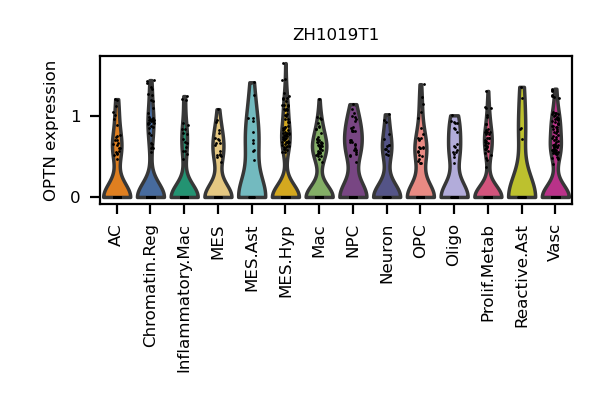 ZH1019T1
OPTN expression
1
0
AC
Chromatin.Reg
Inflammatory.Mac
MES
MES.Ast
MES.Hyp
Mac
NPC
Neuron
OPC
Oligo
Prolif.Metab
Reactive.Ast
Vasc